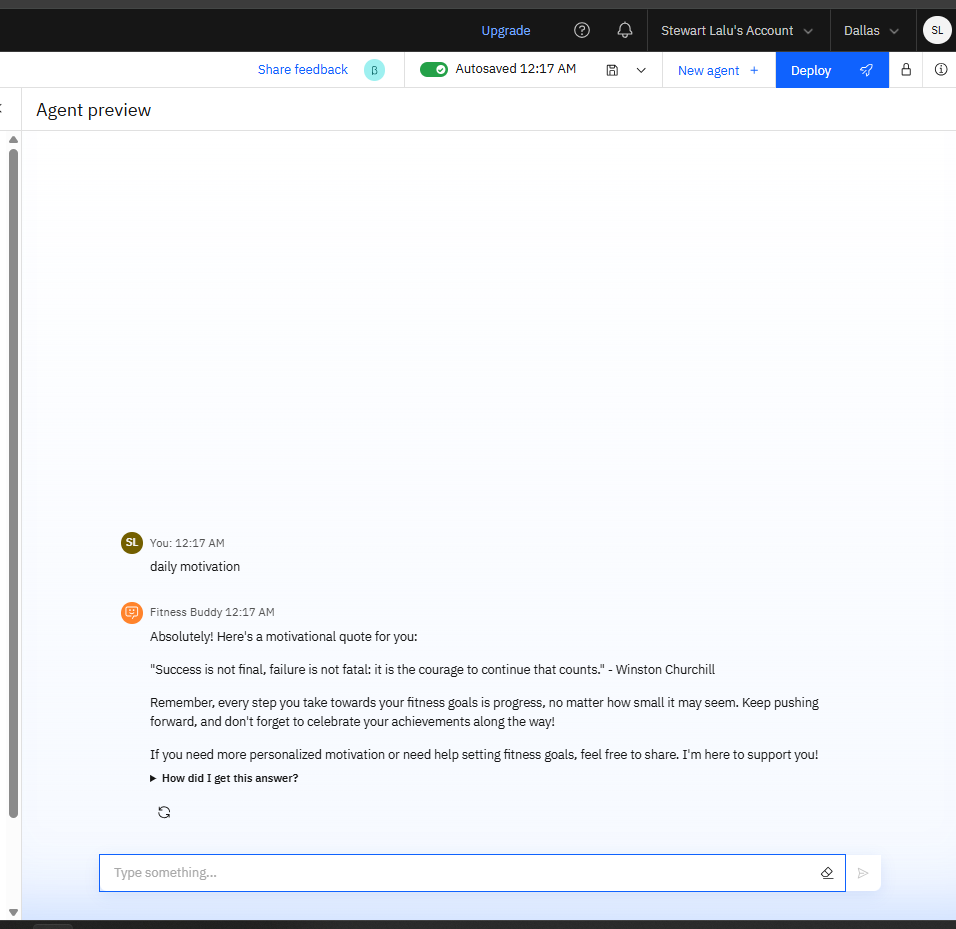 Upgrade
Stewart Lalu's Account
Dallas
SL
Share feedback
β
Autosaved 12:17 AM
New agent +
Deploy
Agent preview
SL
You: 12:17 AM
daily motivation
Fitness Buddy 12:17 AM
Absolutely! Here's a motivational quote for you:
"Success is not final, failure is not fatal: it is the courage to continue that counts." - Winston Churchill
Remember, every step you take towards your fitness goals is progress, no matter how small it may seem. Keep pushing
forward, and don't forget to celebrate your achievements along the way!
If you need more personalized motivation or need help setting fitness goals, feel free to share. I'm here to support you!
How did I get this answer?
Type something...